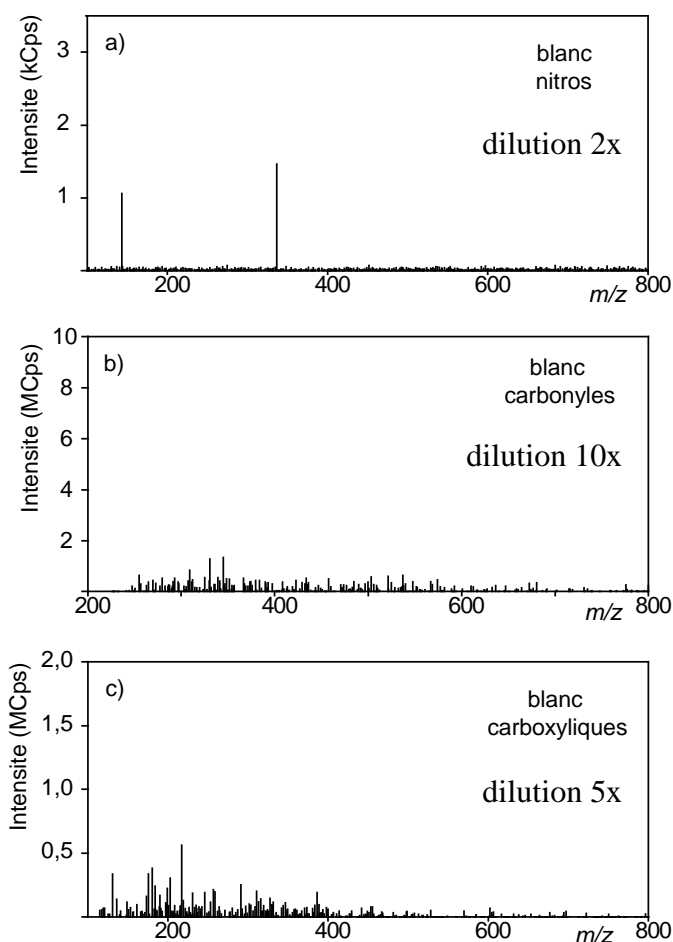 a)
blanc
nitros
dilution 2x
Intensite (kCps)
3
2
1
200 400 600 800
m/z
b)
blanc
carbonyles
dilution 10x
Intensite (MCps)
10
8
6
4
2
200 400 600 800
m/z
c)
blanc
carboxyliques
dilution 5x
Intensite (MCps)
2,0
1,5
1,0
0,5
200 400 600 800
m/z